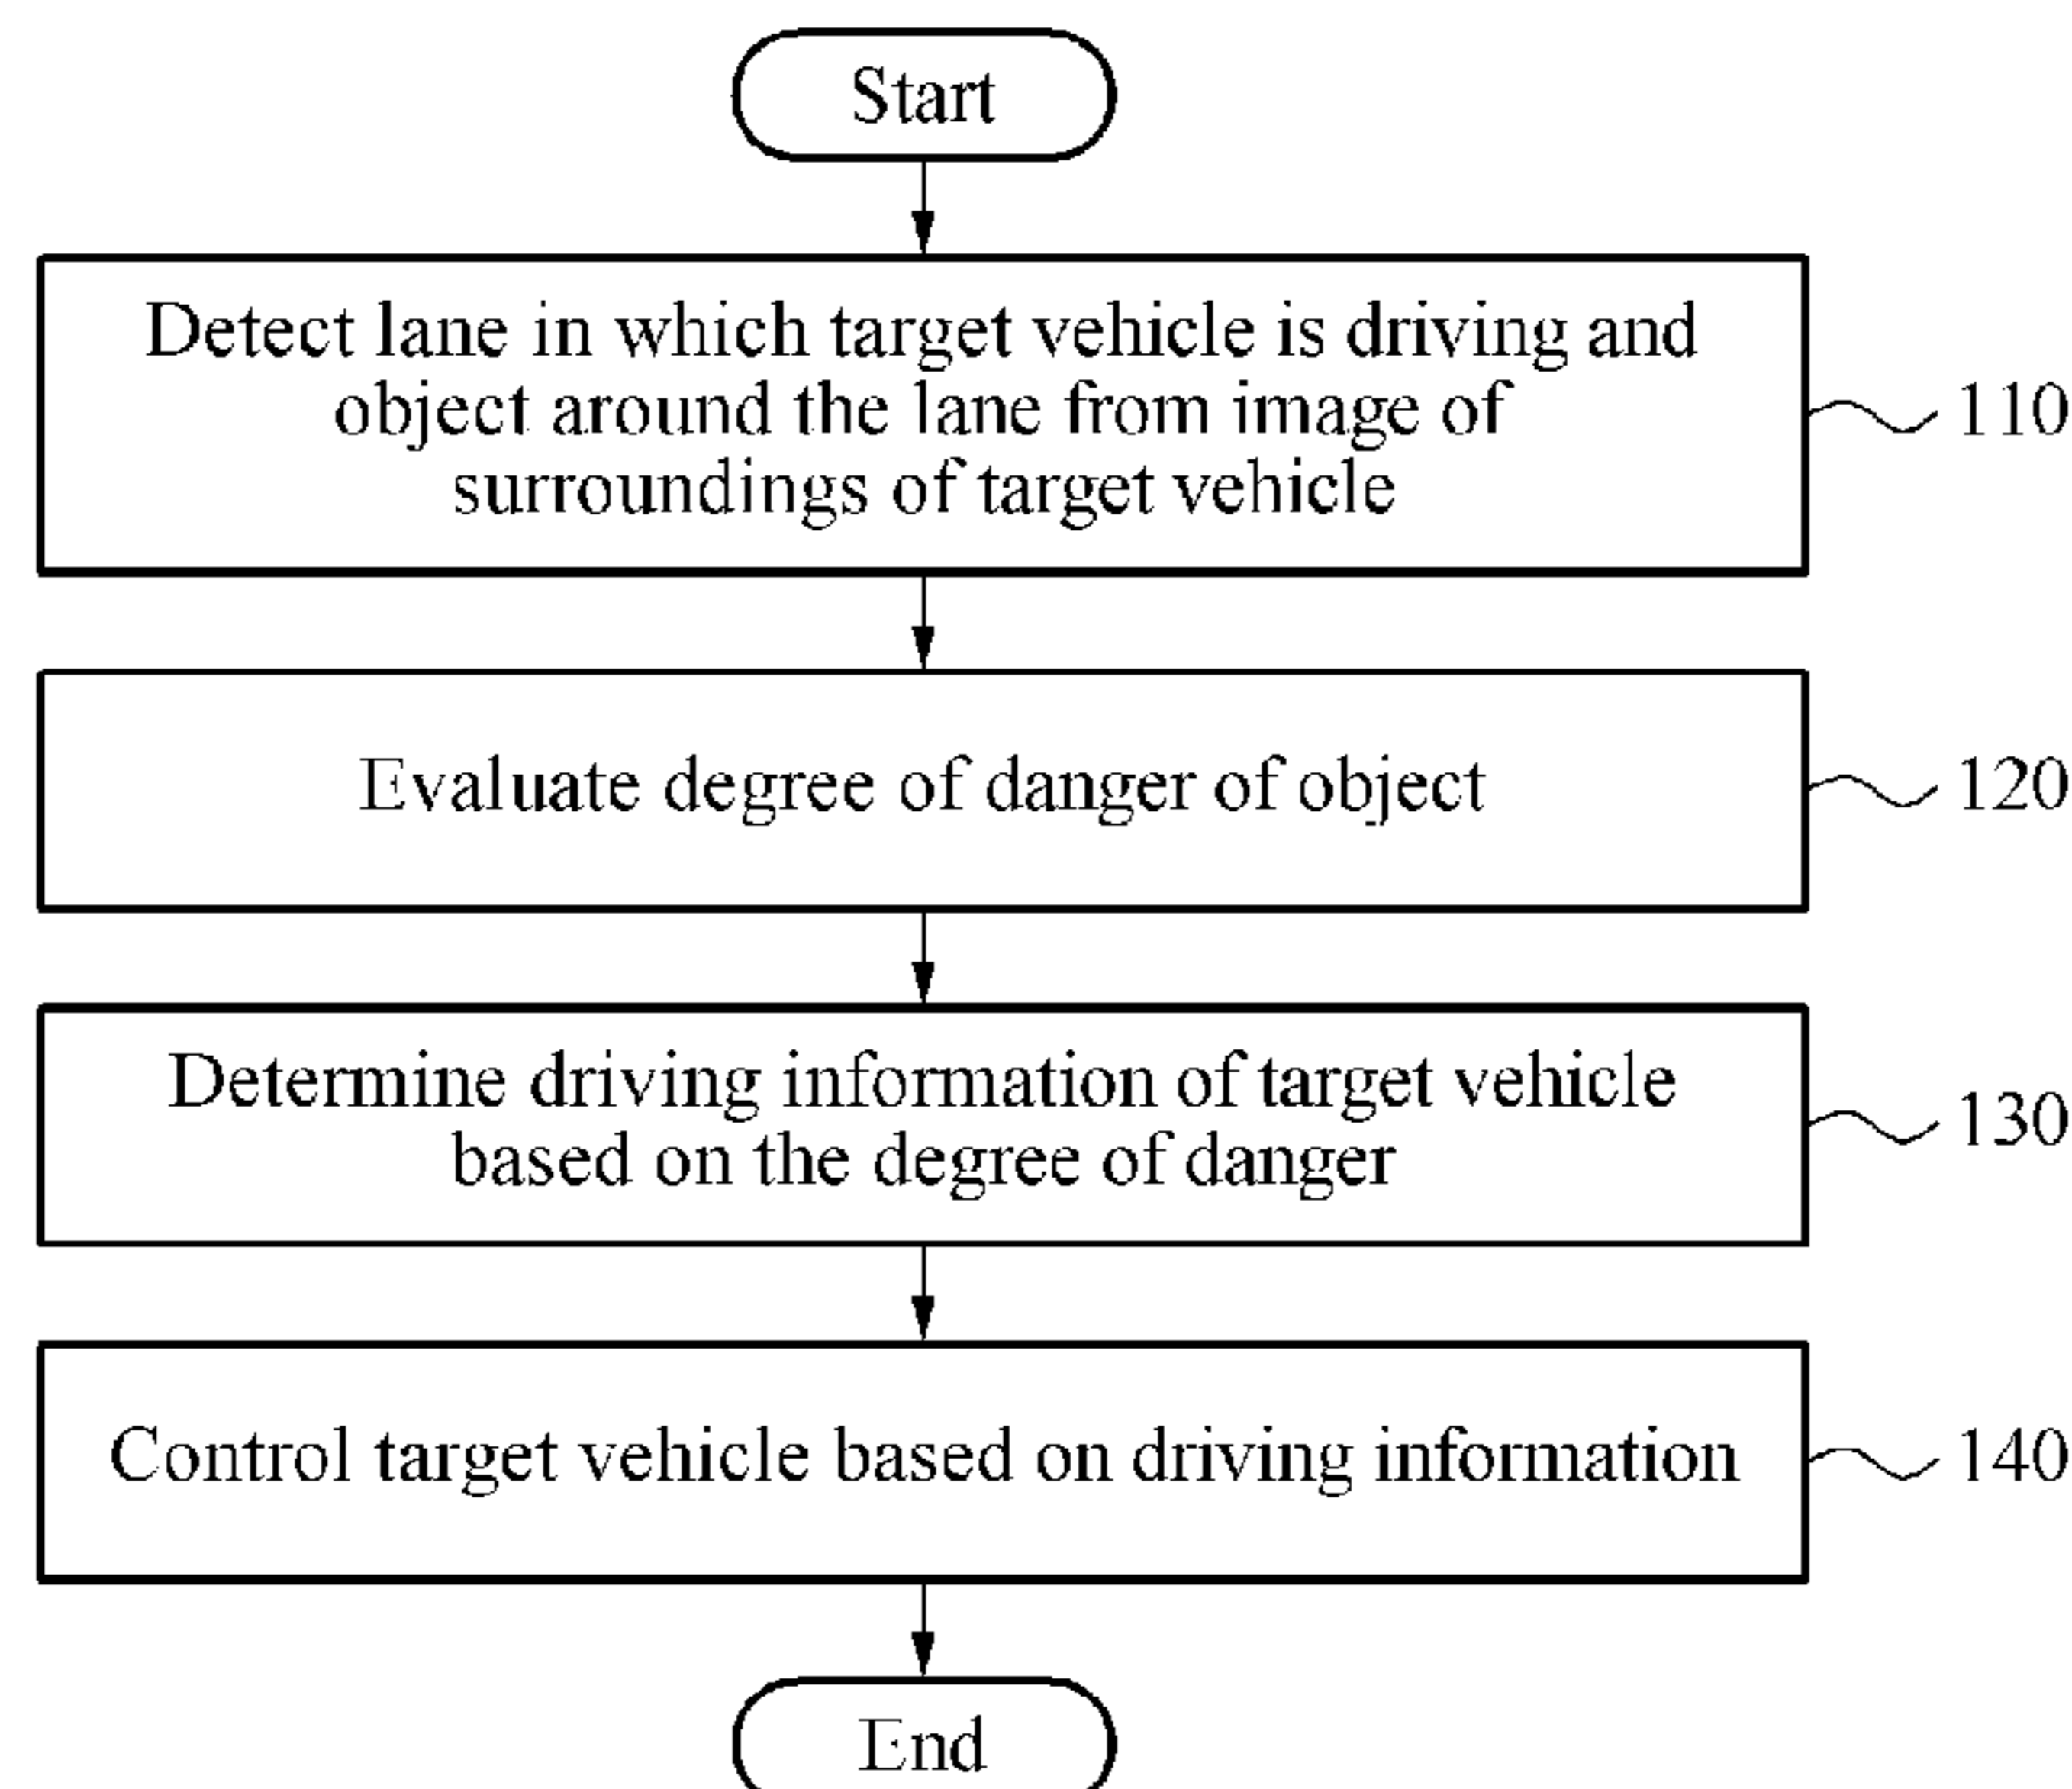 Start
Detect lane in which target vehicle is driving and
object around the lane from image of
surroundings of target vehicle
110
Evaluate degree of danger of object
120
Determine driving information of target vehicle
based on the degree of danger
130
Control target vehicle based on driving information
140
End